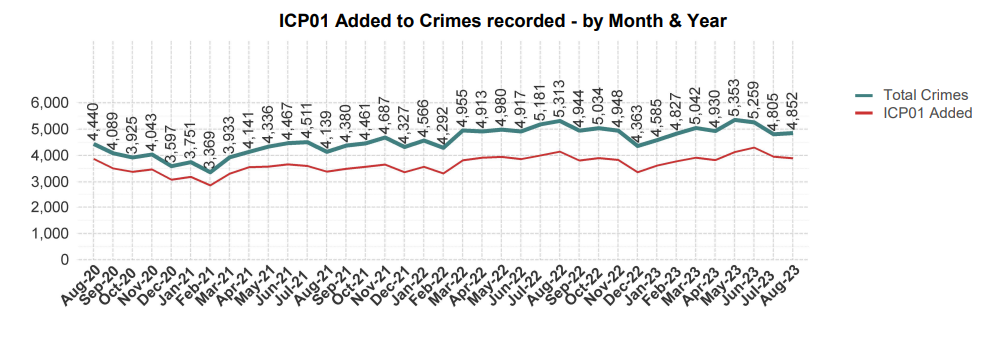 ICP01 Added to Crimes recorded - by Month & Year
6,000
5,000
4,000
3,000
2,000
1,000
0
4,440
4,089
3,925
4,043
3,597
3,751
3,369
3,933
4,141
4,336
4,467
4,511
4,139
4,380
4,461
4,687
4,327
4,566
4,292
4,955
4,913
4,980
4,917
5,181
5,313
4,944
5,034
4,948
4,363
4,585
4,827
5,042
4,930
5,353
5,259
4,805
4,852
Aug-20
Sep-20
Oct-20
Nov-20
Dec-20
Jan-21
Feb-21
Mar-21
Apr-21
May-21
Jun-21
Jul-21
Aug-21
Sep-21
Oct-21
Nov-21
Dec-21
Jan-22
Feb-22
Mar-22
Apr-22
May-22
Jun-22
Jul-22
Aug-22
Sep-22
Oct-22
Nov-22
Dec-22
Jan-23
Feb-23
Mar-23
Apr-23
May-23
Jun-23
Jul-23
Aug-23
Total Crimes
ICP01 Added